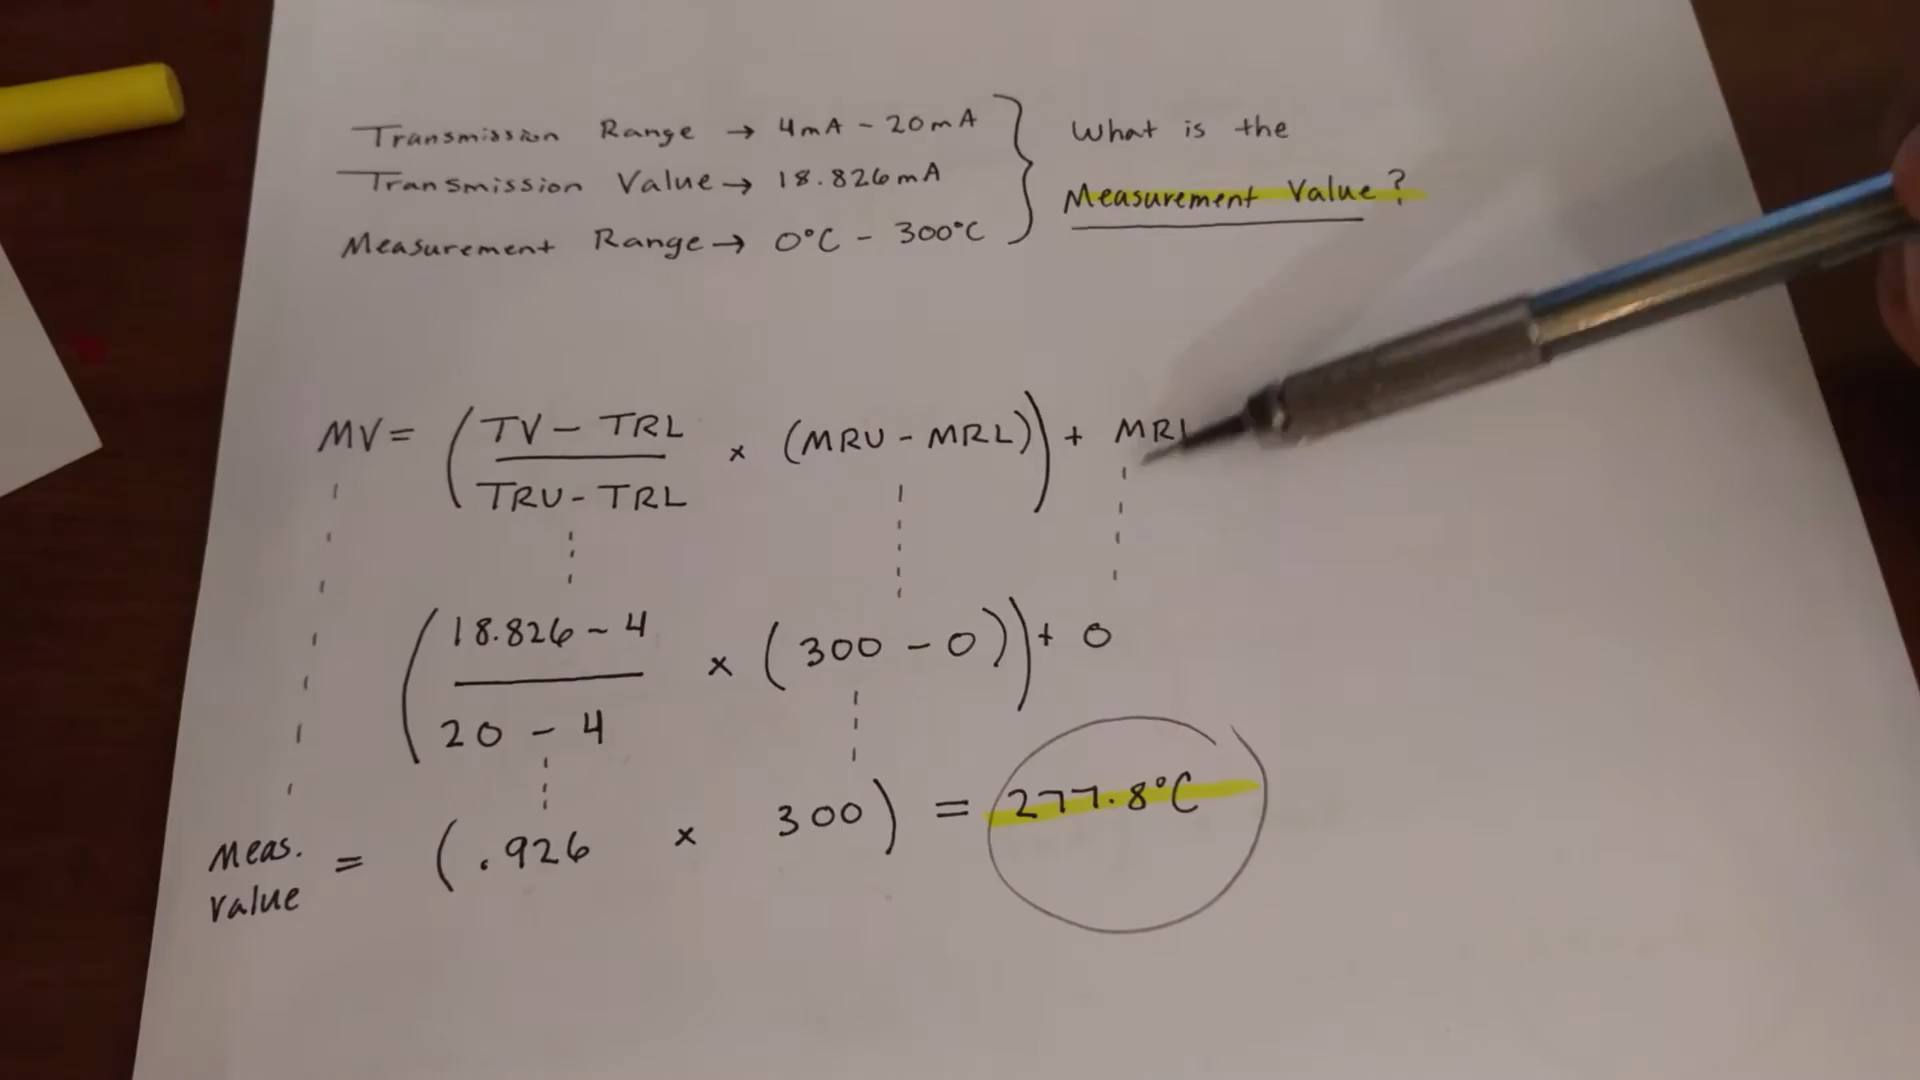 Transmission Range → 4mA - 20mA
Transmission Value → 18.826mA
Measurement Range → 0°C - 300°C
What is the
Measurement Value?
MV = (TV - TRL / TRU - TRL × (MRU - MRL)) + MRL
(18.826 - 4 / 20 - 4 × (300 - 0)) + 0
Meas. value = (.926 × 300) = 277.8°C